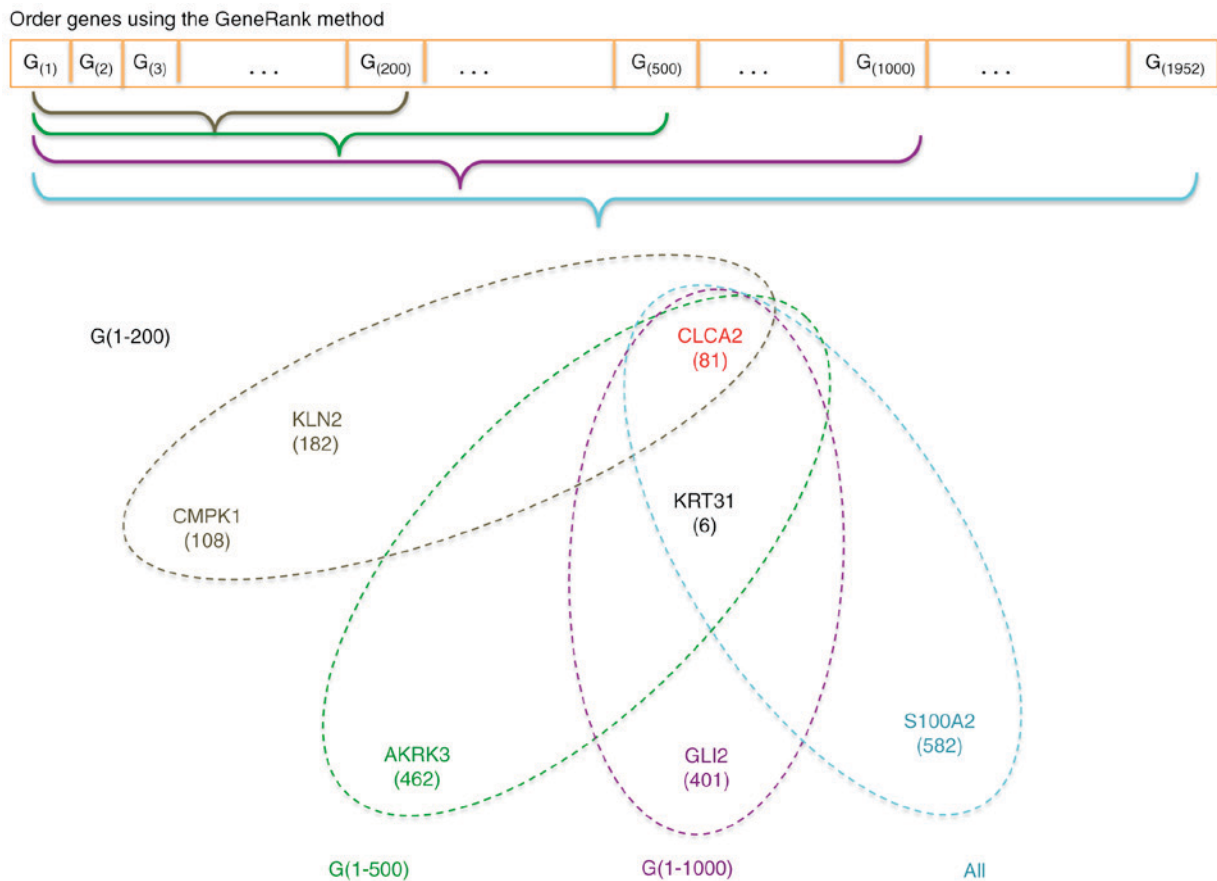 Order genes using the GeneRank method
G(1) G(2) G(3) ... G(200) ... G(500) ... G(1000) ... G(1952)
G(1-200)
CLCA2
(81)
KLN2
(182)
KRT31
(6)
CMPK1
(108)
S100A2
(582)
AKRK3
(462)
GLI2
(401)
G(1-500) G(1-1000) All